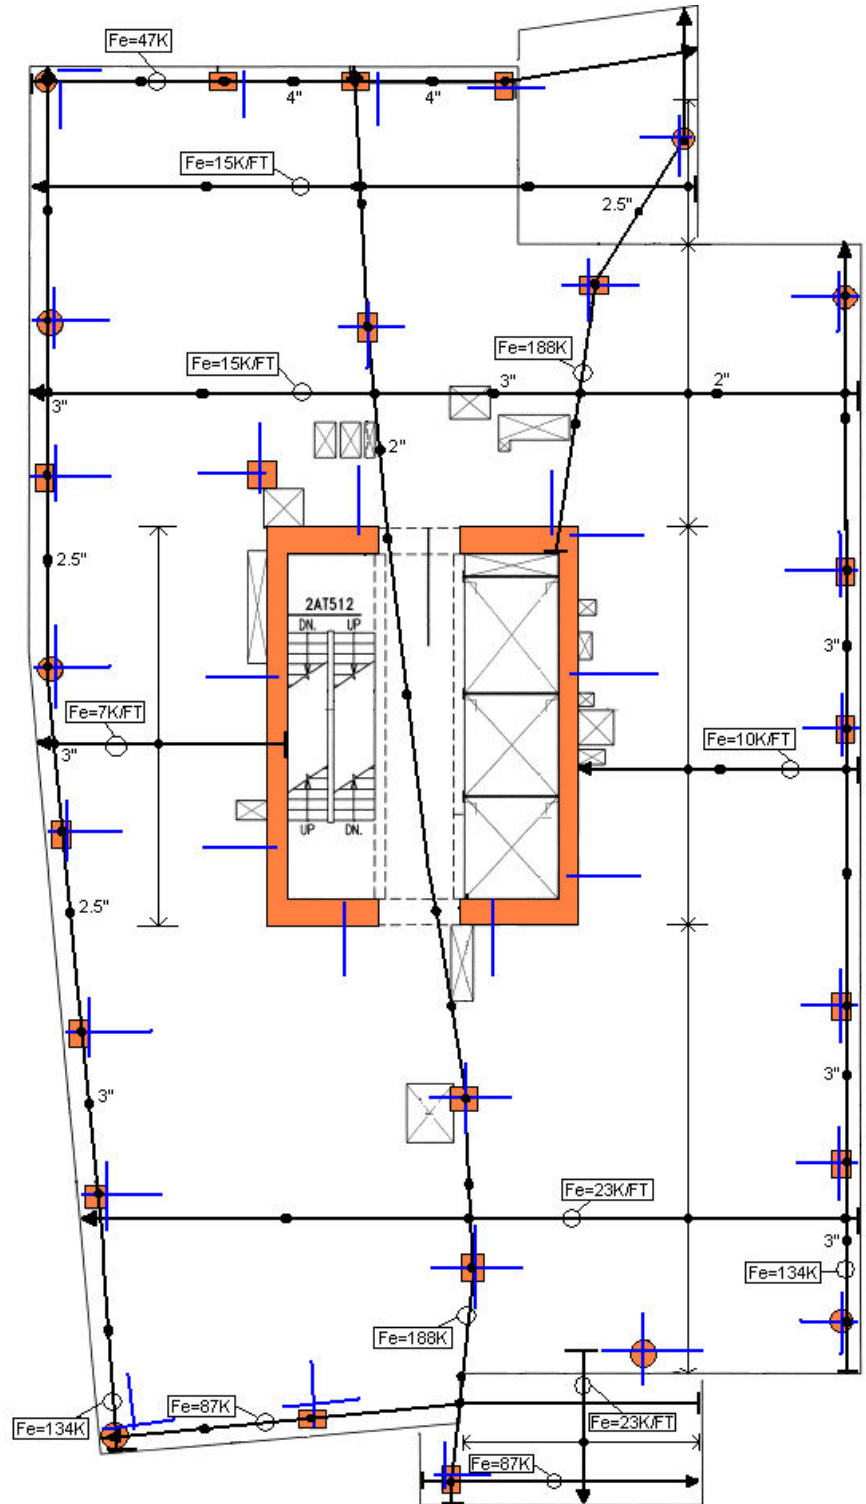 Fe=47K
4"
4"
Fe=15K/FT
2.5"
Fe=188K
Fe=15K/FT
3"
2"
3"
2"
2.5"
2AT512
DN. UP
Fe=7K/FT
3"
3"
Fe=10K/FT
UP DN.
2.5"
3"
3"
Fe=23K/FT
3"
Fe=134K
Fe=188K
Fe=87K
Fe=134K
Fe=23K/FT
Fe=87K